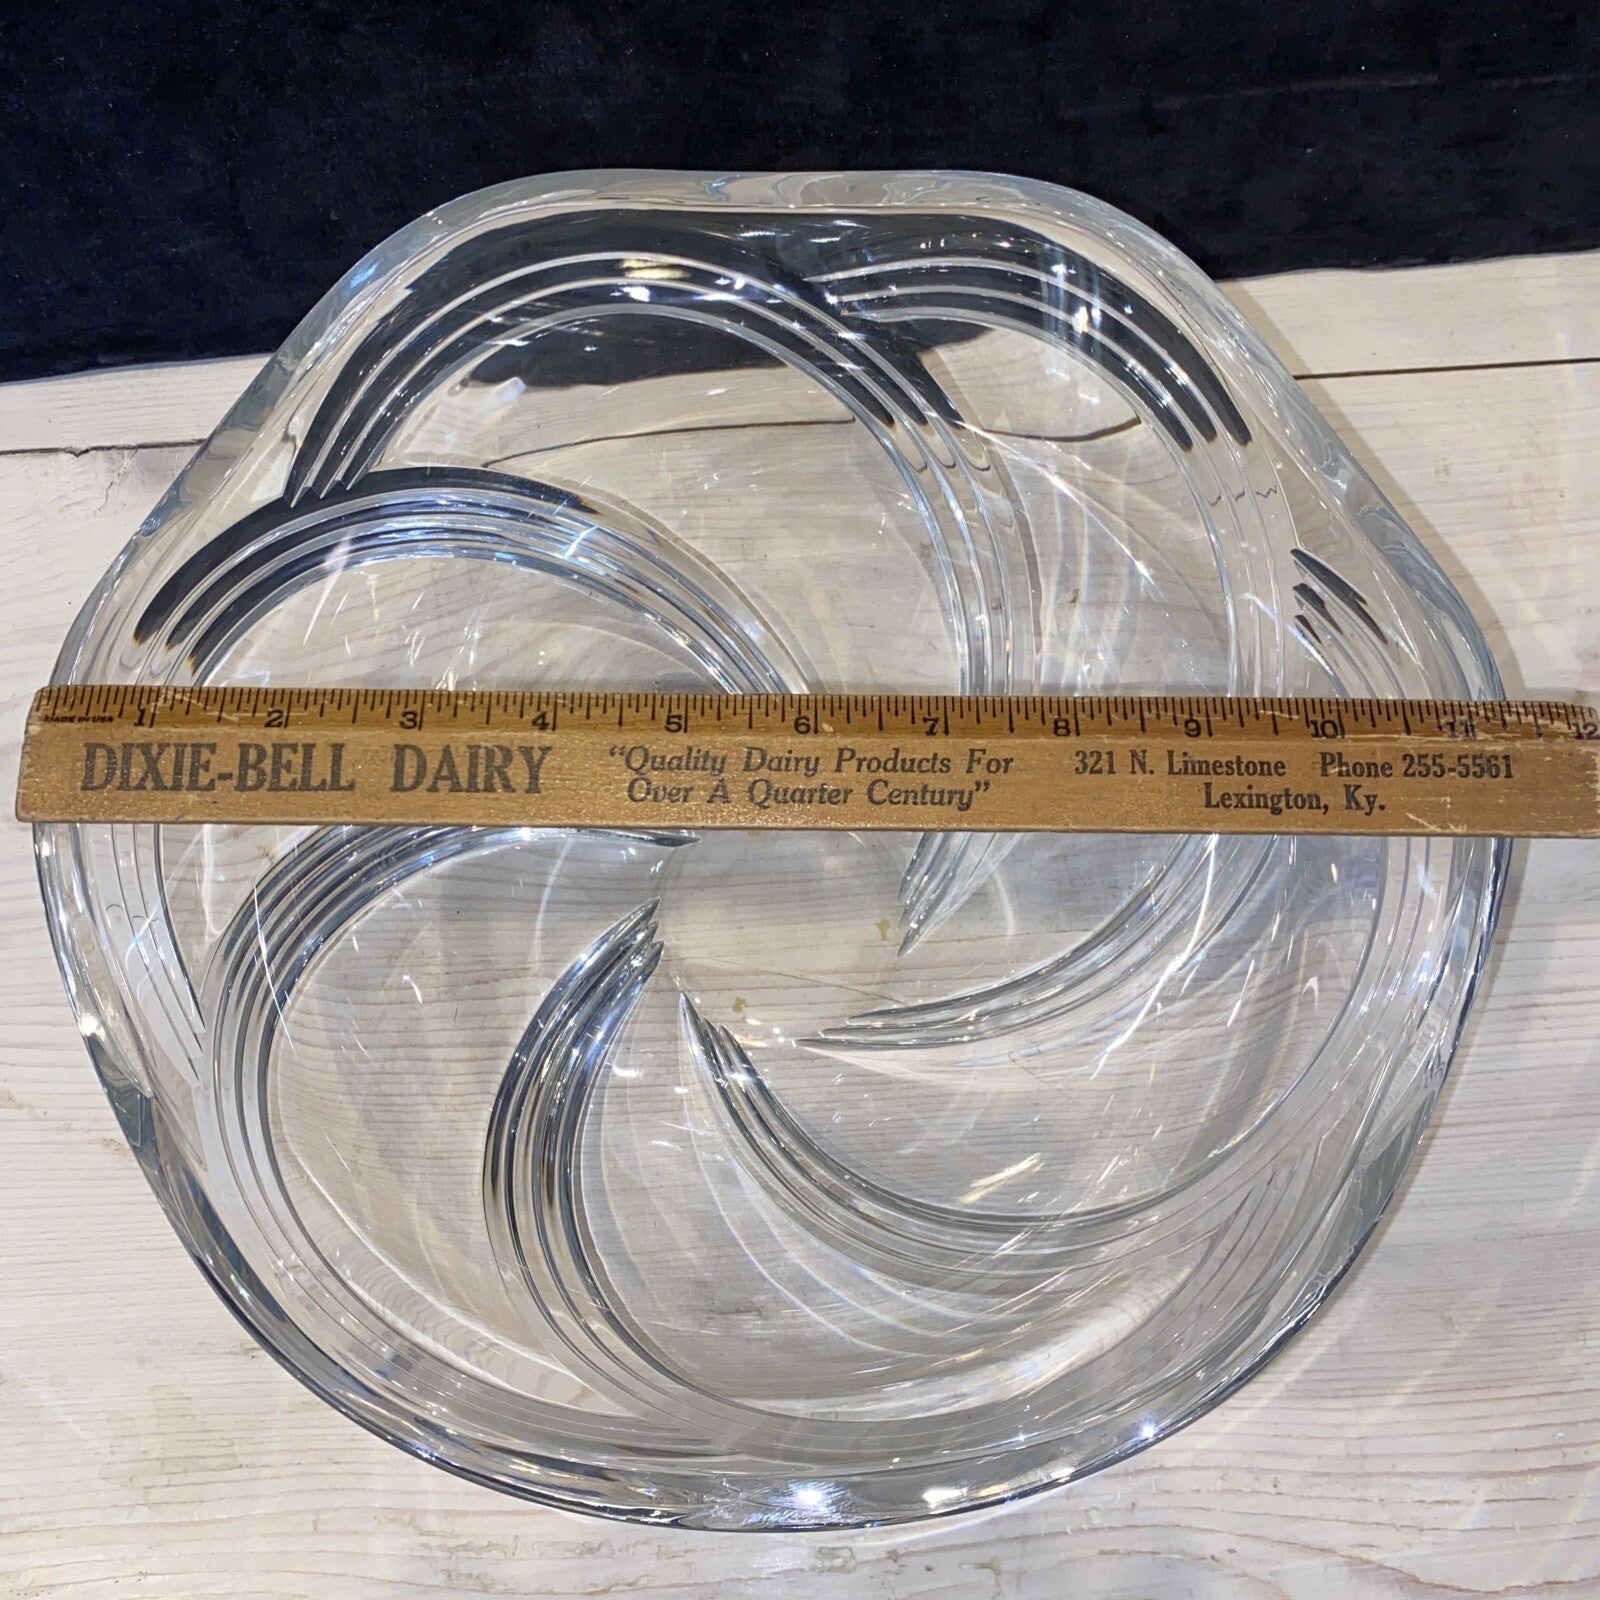 1 2 3 4 5 6 7 8 9 10 11 12
MADE IN USA
DIXIE-BELL DAIRY
"Quality Dairy Products For
Over A Quarter Century"
321 N. Limestone Phone 255-5561
Lexington, Ky.